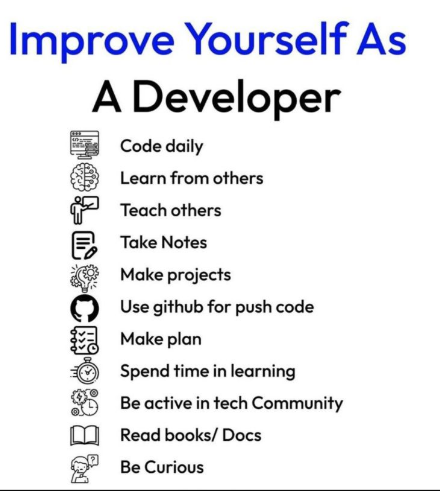 Improve Yourself As
A Developer
Code daily
Learn from others
Teach others
Take Notes
Make projects
Use github for push code
Make plan
Spend time in learning
Be active in tech Community
Read books/ Docs
Be Curious